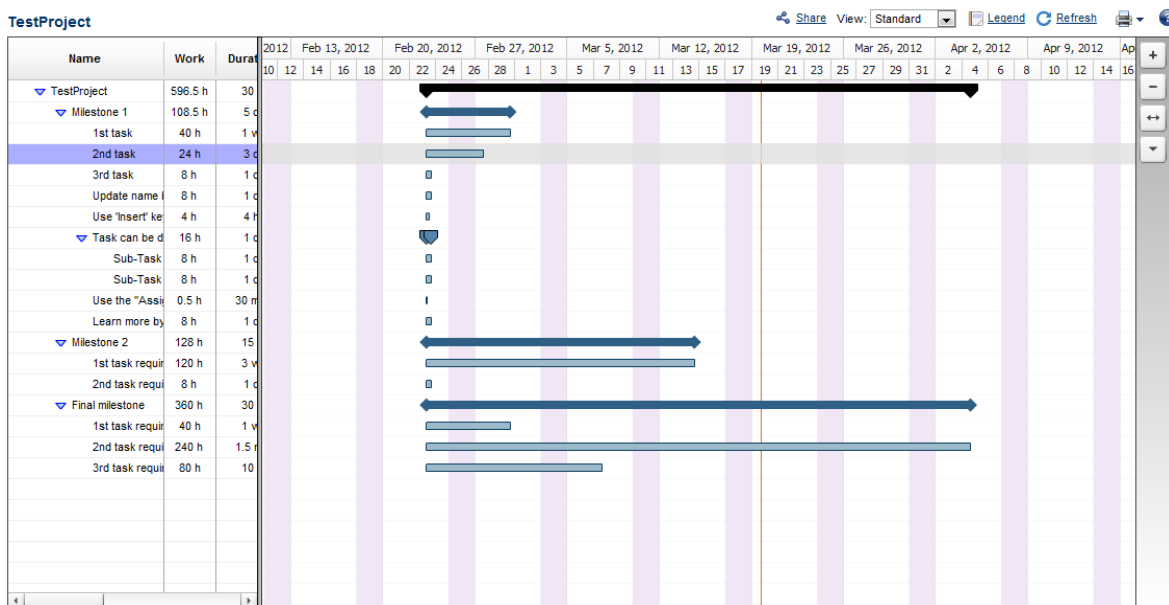 TestProject
Share View: Standard Legend Refresh
Name Work Durat 2012 Feb 13, 2012 Feb 20, 2012 Feb 27, 2012 Mar 5, 2012 Mar 12, 2012 Mar 19, 2012 Mar 26, 2012 Apr 2, 2012 Apr 9, 2012 Ap
10 12 14 16 18 20 22 24 26 28 1 3 5 7 9 11 13 15 17 19 21 23 25 27 29 31 2 4 6 8 10 12 14 16
TestProject 596.5 h 30
Milestone 1 108.5 h 5 d
1st task 40 h 1 w
2nd task 24 h 3 d
3rd task 8 h 1 d
Update name 8 h 1 d
Use 'Insert' ke 4 h 4 h
Task can be d 16 h 1 d
Sub-Task 8 h 1 d
Sub-Task 8 h 1 d
Use the "Assig 0.5 h 30 m
Learn more by 8 h 1 d
Milestone 2 128 h 15
1st task requir 120 h 3 w
2nd task requi 8 h 1 d
Final milestone 360 h 30
1st task requir 40 h 1 w
2nd task requi 240 h 1.5 r
3rd task requi 80 h 10